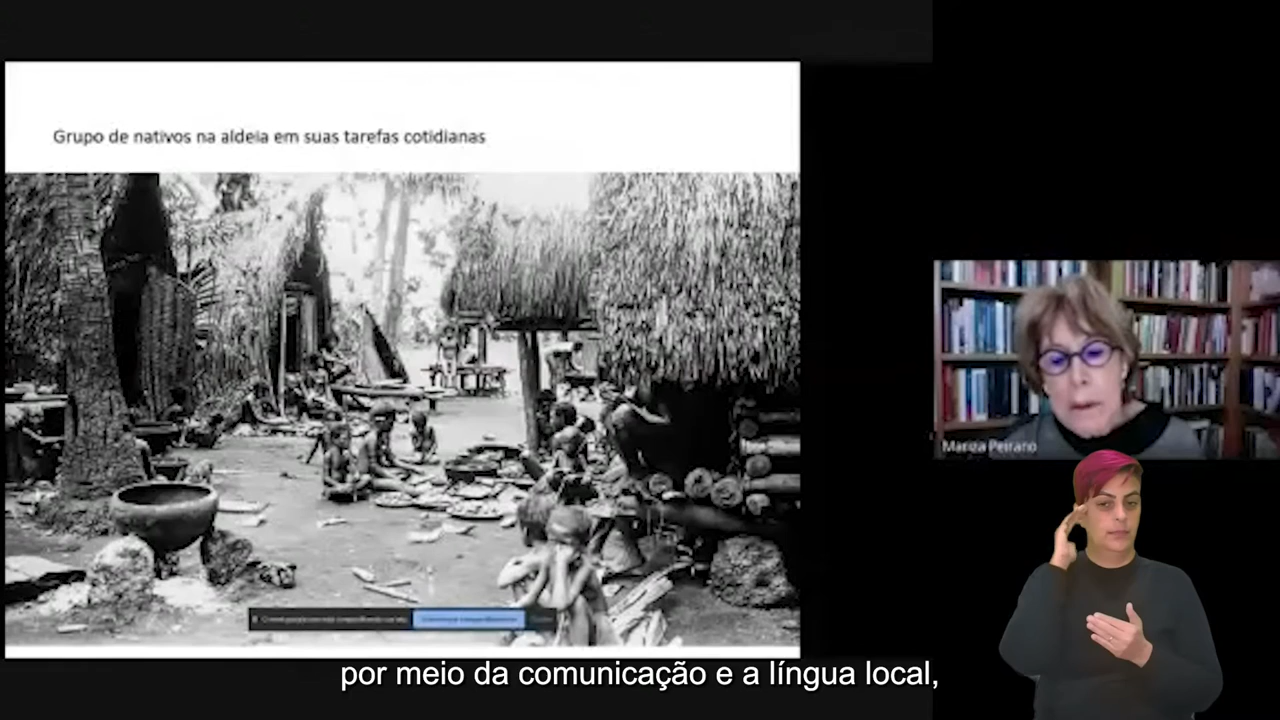 Grupo de nativos na aldeia em suas tarefas cotidianas
Mariza Peirano
por meio da comunicação e a língua local,